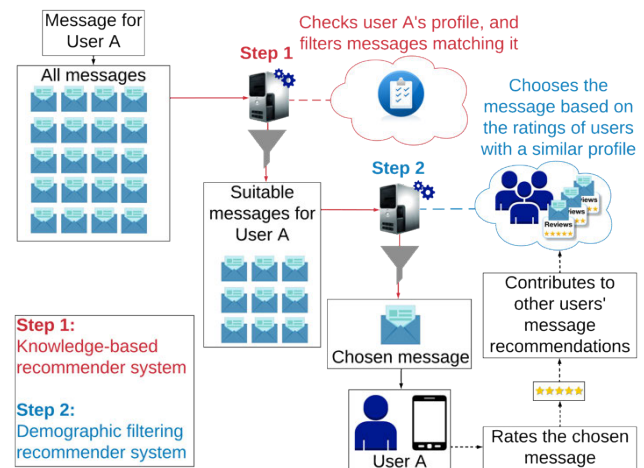 Message for
User A
All messages
Step 1
Checks user A's profile, and
filters messages matching it
Chooses the
message based on
the ratings of users
with a similar profile
Step 2
Suitable
messages for
User A
Reviews
Chosen message
User A
Rates the chosen
message
Contributes to
other users'
message
recommendations
Step 1:
Knowledge-based
recommender system
Step 2:
Demographic filtering
recommender system